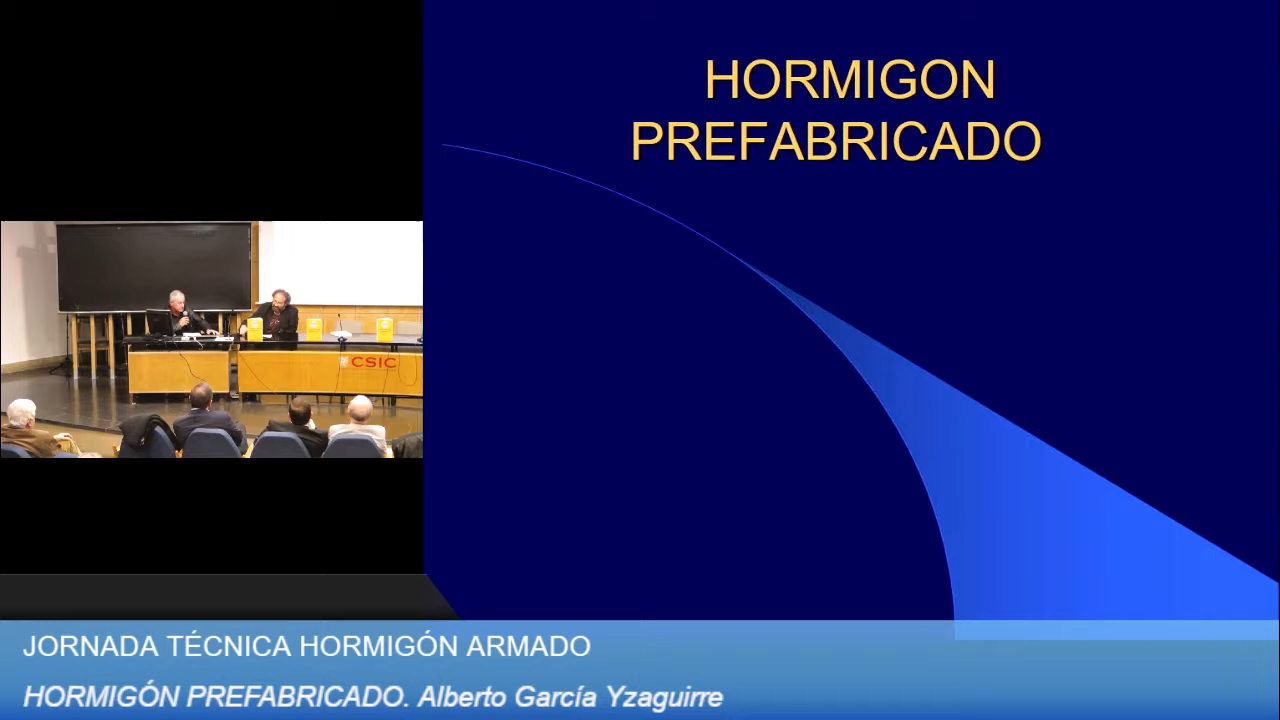 HORMIGON
PREFABRICADO
CSIC
JORNADA TÉCNICA HORMIGÓN ARMADO
HORMIGÓN PREFABRICADO. Alberto García Yzaguirre